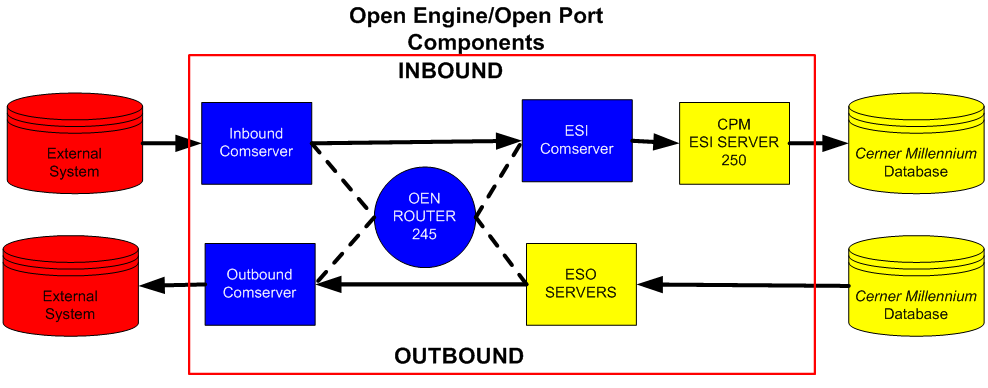 Open Engine/Open Port
Components
INBOUND
External
System
Inbound
Comserver
ESI
Comserver
CPM
ESI SERVER
250
Cerner Millennium
Database
OEN
ROUTER
245
External
System
Outbound
Comserver
ESO
SERVERS
Cerner Millennium
Database
OUTBOUND